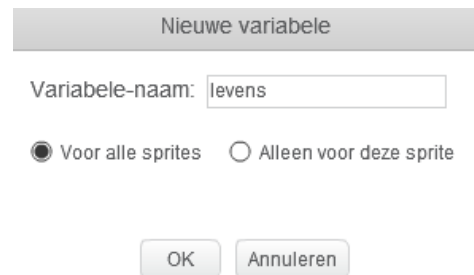 Nieuwe variabele
Variabele-naam: levens
Voor alle sprites Alleen voor deze sprite
OK Annuleren